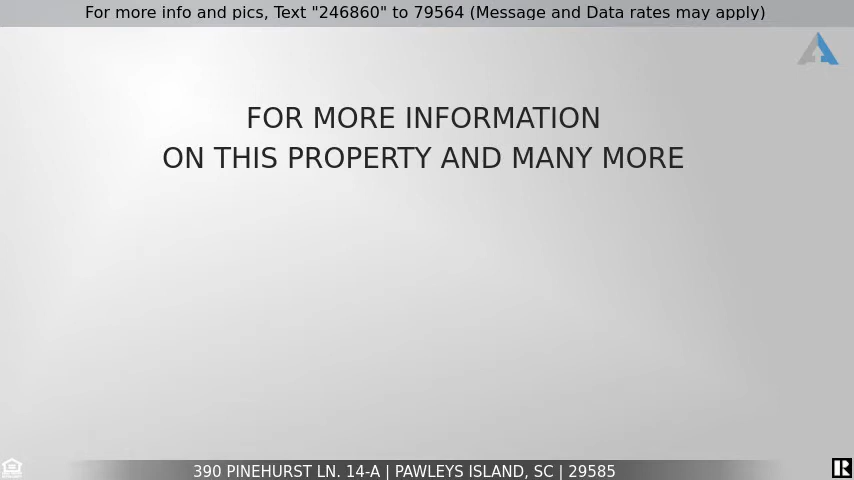 For more info and pics, Text "246860" to 79564 (Message and Data rates may apply)
FOR MORE INFORMATION
ON THIS PROPERTY AND MANY MORE
390 PINEHURST LN. 14-A | PAWLEYS ISLAND, SC | 29585